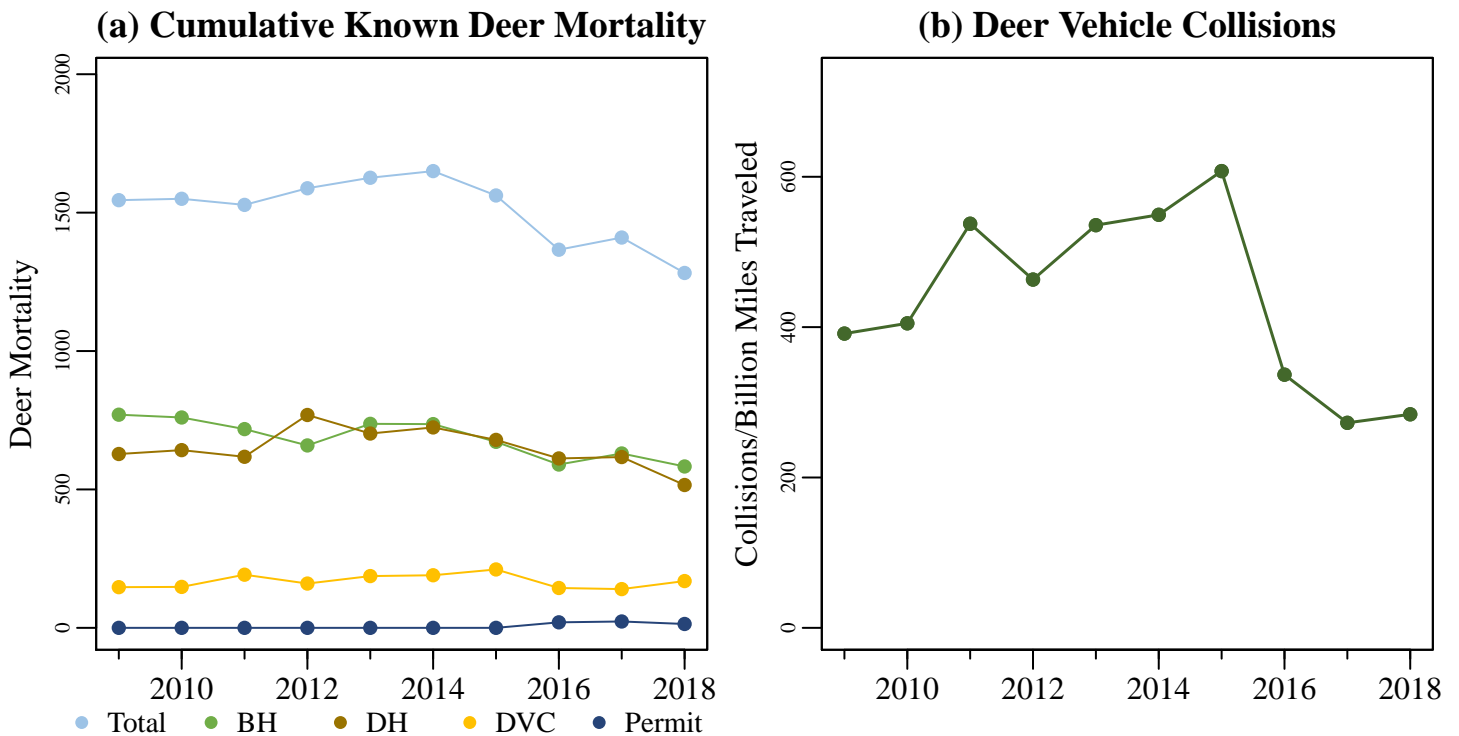 (a) Cumulative Known Deer Mortality
Deer Mortality
2000
1500
1000
500
0
2010 2012 2014 2016 2018
Total BH DH DVC Permit
(b) Deer Vehicle Collisions
Collisions/Billion Miles Traveled
600
400
200
0
2010 2012 2014 2016 2018